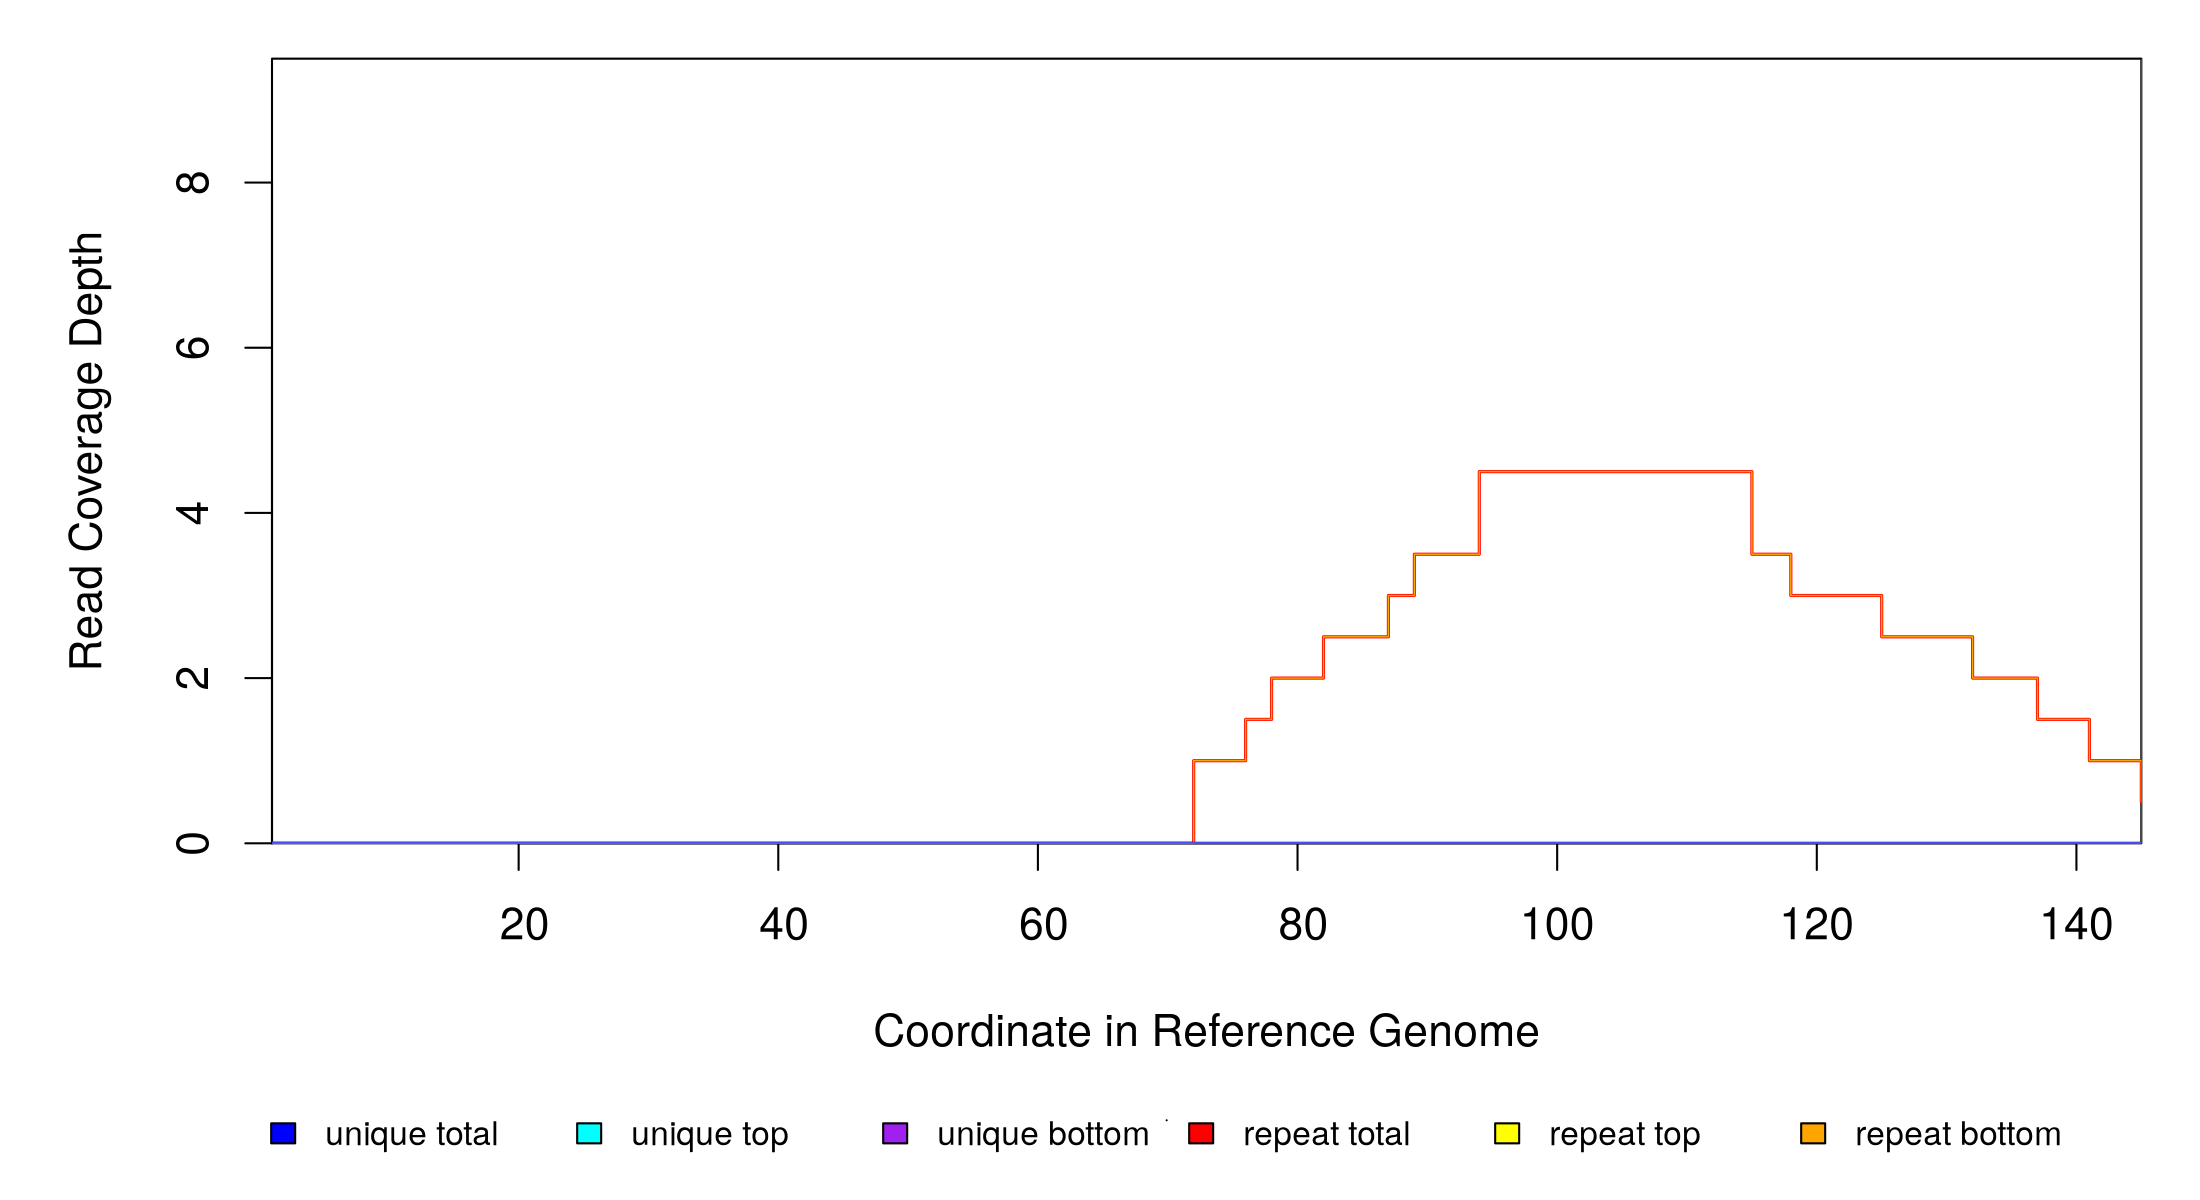 Read Coverage Depth
8
6
4
2
0
20 40 60 80 100 120 140
Coordinate in Reference Genome
unique total unique top unique bottom repeat total repeat top repeat bottom